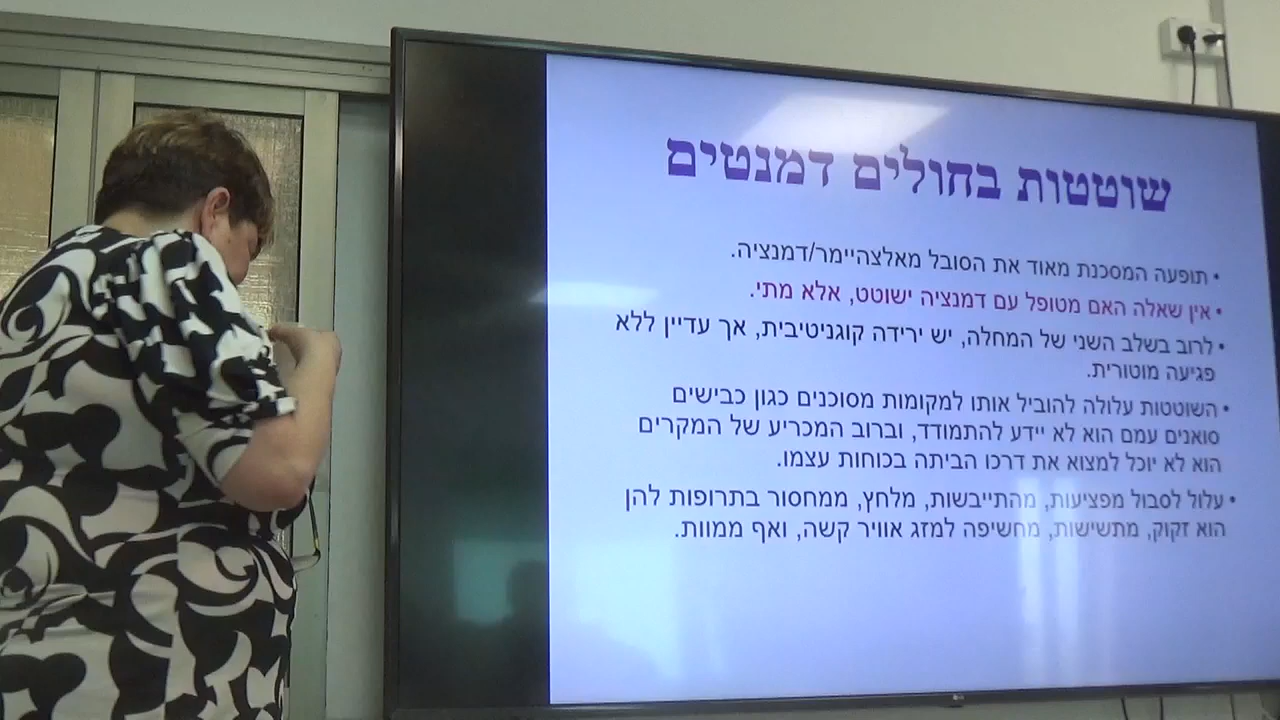 שוטטות בחולים דמנטים
• תופעה המסכנת מאוד את הסובל מאלצהיימר/דמנציה.
• אין שאלה האם מטופל עם דמנציה ישוטט, אלא מתי.
• לרוב בשלב השני של המחלה, יש ירידה קוגניטיבית, אך עדיין ללא
פגיעה מוטורית.
• השוטטות עלולה להוביל אותו למקומות מסוכנים כגון כבישים
סואנים עמם הוא לא יידע להתמודד, וברוב המכריע של המקרים
הוא לא יוכל למצוא את דרכו הביתה בכוחות עצמו.
• עלול לסבול מפציעות, מהתייבשות, מלחץ, ממחסור בתרופות להן
הוא זקוק, מתשישות, מחשיפה למזג אוויר קשה, ואף ממוות.